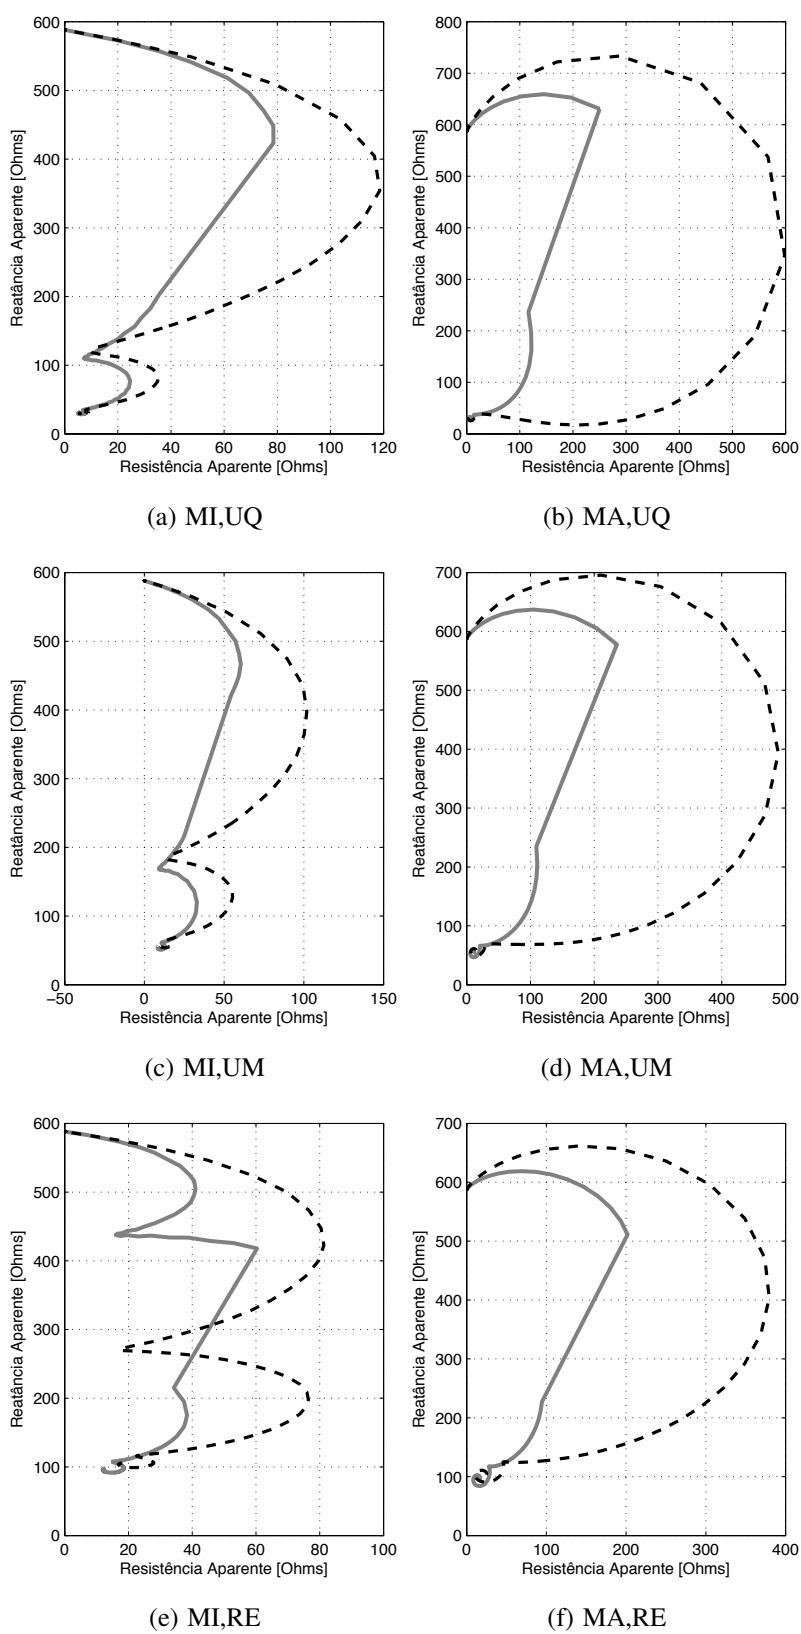 600
500
400
300
200
100
0
0 20 40 60 80 100 120
Reatância Aparente [Ohms]
Resistência Aparente [Ohms]
(a) MI,UQ
800
700
600
500
400
300
200
100
0
0 100 200 300 400 500 600
Reatância Aparente [Ohms]
Resistência Aparente [Ohms]
(b) MA,UQ
600
500
400
300
200
100
0
−50 0 50 100 150
Reatância Aparente [Ohms]
Resistência Aparente [Ohms]
(c) MI,UM
700
600
500
400
300
200
100
0
0 100 200 300 400 500
Reatância Aparente [Ohms]
Resistência Aparente [Ohms]
(d) MA,UM
600
500
400
300
200
100
0
0 20 40 60 80 100
Reatância Aparente [Ohms]
Resistência Aparente [Ohms]
(e) MI,RE
700
600
500
400
300
200
100
0
0 100 200 300 400
Reatância Aparente [Ohms]
Resistência Aparente [Ohms]
(f) MA,RE